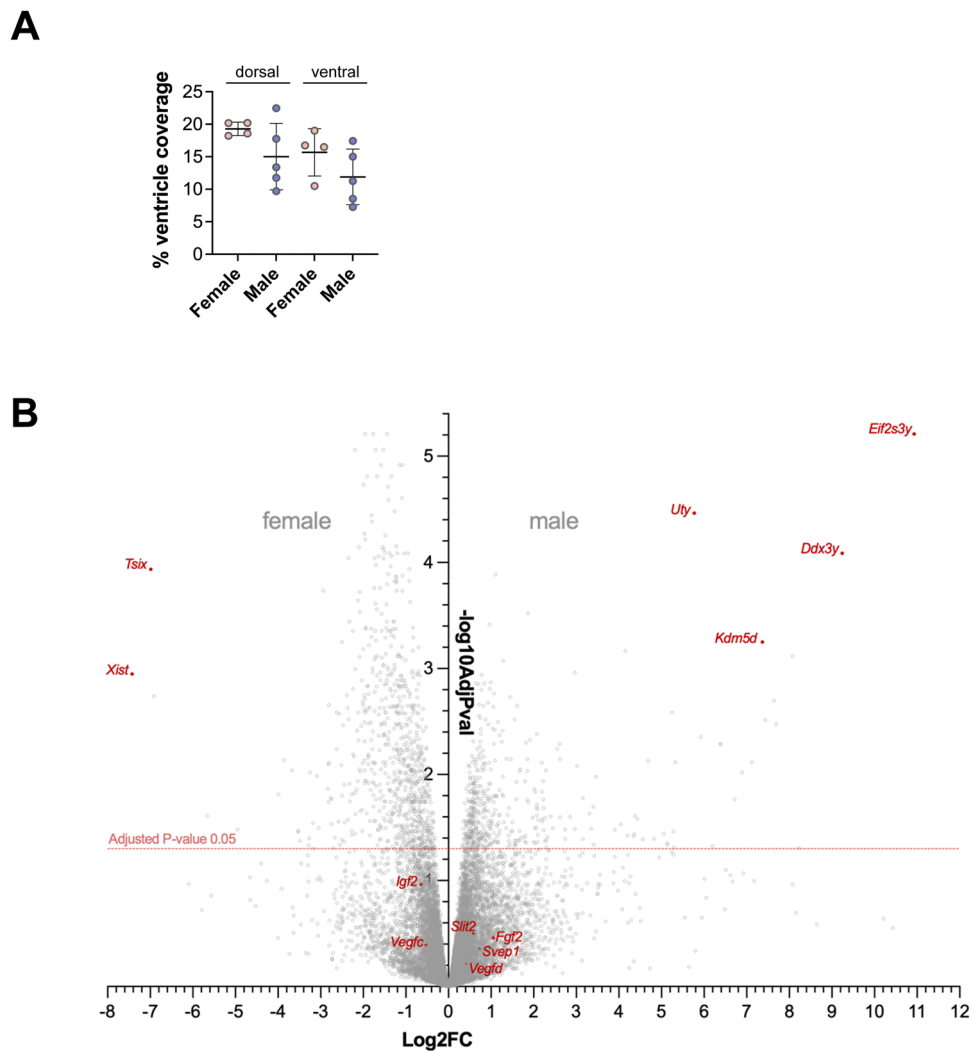 A
dorsal ventral
% ventricle coverage
25
20
15
10
5
0
Female Male Female Male
B
Eif2s3y
5
Uty
female male
Ddx3y
Tsix
4
-log10AdjPval
Kdm5d
Xist
3
2
Adjusted P-value 0.05
Igf2 1
Slit2
Fgf2
Vegfc
Svep1
Vegfd
-8 -7 -6 -5 -4 -3 -2 -1 0 1 2 3 4 5 6 7 8 9 10 11 12
Log2FC